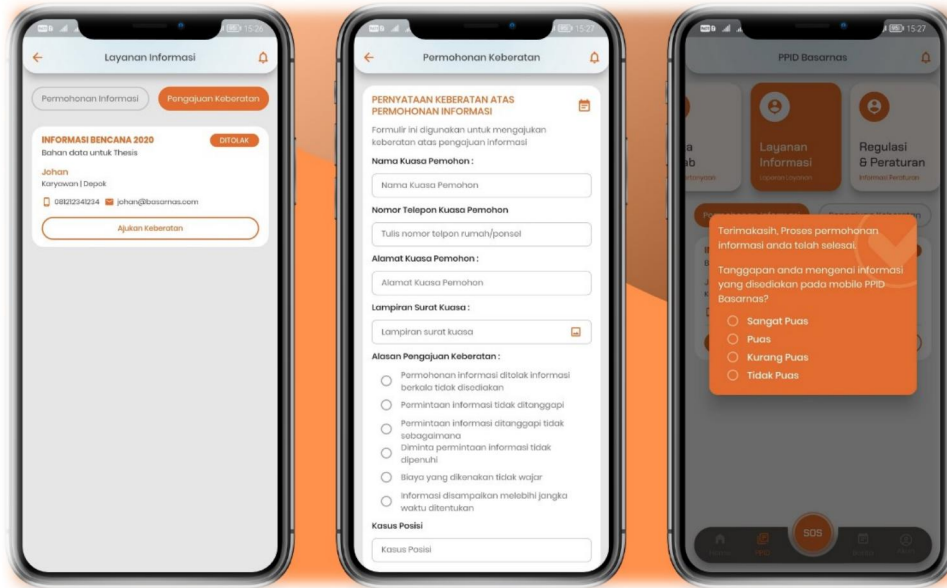 15:26
Layanan Informasi
Permohonan Informasi
Pengajuan Keberatan
INFORMASI BENCANA 2020
DITOLAK
Bahan data untuk Thesis
Johan
Karyawan | Depok
081212341234 johan@basarnas.com
Ajukan Keberatan
15:27
Permohonan Keberatan
PERNYATAAN KEBERATAN ATAS
PERMOHONAN INFORMASI
Formulir ini digunakan untuk mengajukan
keberatan atas pengajuan informasi
Nama Kuasa Pemohon :
Nama Kuasa Pemohon
Nomor Telepon Kuasa Pemohon
Tulis nomor telpon rumah/ponsel
Alamat Kuasa Pemohon :
Alamat Kuasa Pemohon
Lampiran Surat Kuasa :
Lampiran surat kuasa
Alasan Pengajuan Keberatan :
Permohonan informasi ditolak Informasi
berkala tidak disediakan
Permintaan informasi tidak ditanggapi
Permintaan informasi ditanggapi tidak
sebagaimana
Diminta permintaan informasi tidak
dipenuhi
Biaya yang dikenakan tidak wajar
Informasi disampaikan melebihi jangka
waktu ditentukan
Kasus Posisi
Kasus Posisi
15:27
PPID Basarnas
Layanan
Informasi
Regulasi
& Peraturan
Informasi Peraturan
Terimakasih, Proses permohonan
informasi anda telah selesai.
Tanggapan anda mengenai informasi
yang disediakan pada mobile PPID
Basarnas?
Sangat Puas
Puas
Kurang Puas
Tidak Puas
SOS
PPID